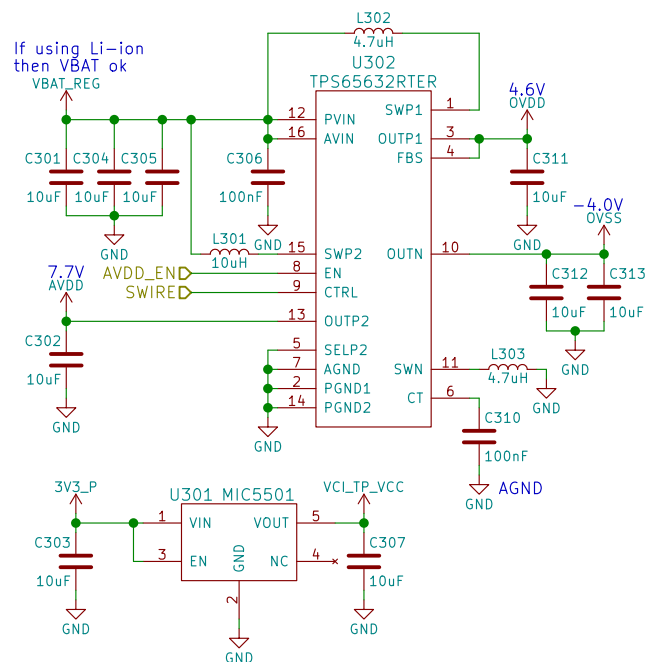 L302
4.7uH
If using Li-ion
then VBAT ok
VBAT_REG
U302
TPS65632RTER
4.6V
OVDD
12 PVIN
16 AVIN
SWP1 1
OUTP1 3
FBS 4
C301
10uF
C304
10uF
C305
10uF
C306
100nF
C311
10uF
GND
GND
GND
-4.0V
OVSS
L301
10uH
15 SWP2
8 EN
9 CTRL
13 OUTP2
5 SELP2
7 AGND
2 PGND1
14 PGND2
OUTN 10
SWN 11
CT 6
AVDD_EN
SWIRE
7.7V
AVDD
C302
10uF
GND
GND
C312
10uF
C313
10uF
GND
L303
4.7uH
GND
C310
100nF
GND
AGND
3V3_P
U301 MIC5501
VCI_TP_VCC
1 VIN
3 EN
GND
2
VOUT 5
NC 4
C303
10uF
GND
C307
10uF
GND
GND